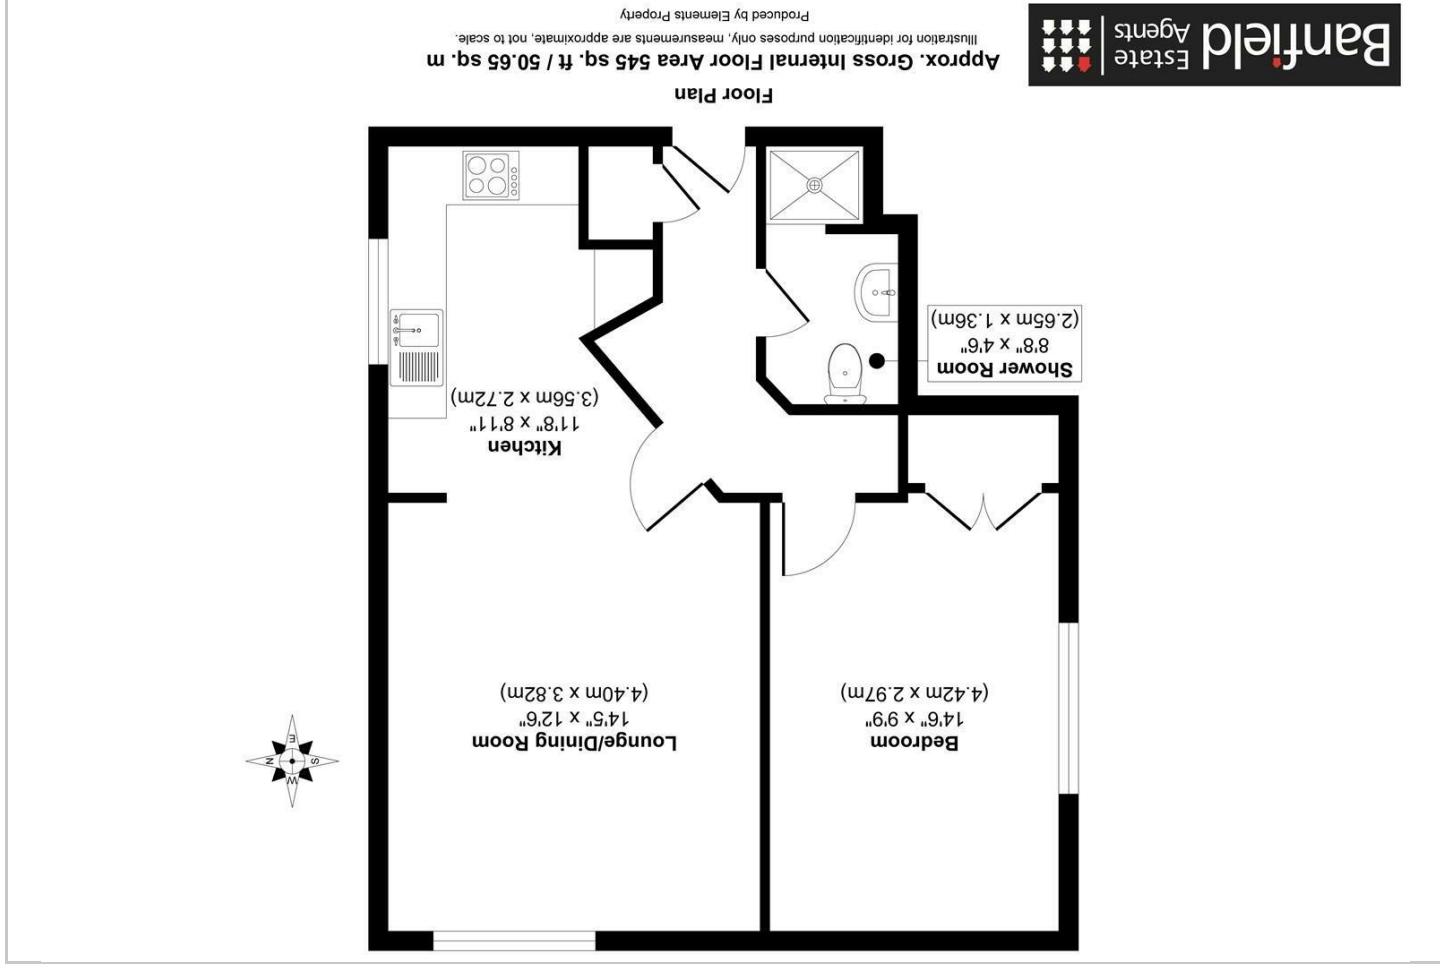 Lounge/Dining Room
14'5" x 12'6"
(4.40m x 3.82m)
Bedroom
14'6" x 9'9"
(4.42m x 2.97m)
Kitchen
11'8" x 8'11"
(3.56m x 2.72m)
Shower Room
8'8" x 4'6"
(2.65m x 1.36m)
N
E
S
W
Floor Plan
Approx. Gross Internal Floor Area 545 sq. ft / 50.65 sq. m
Illustration for identification purposes only, measurements are approximate, not to scale.
Produced by Elements Property
Banfield
Estate
Agents